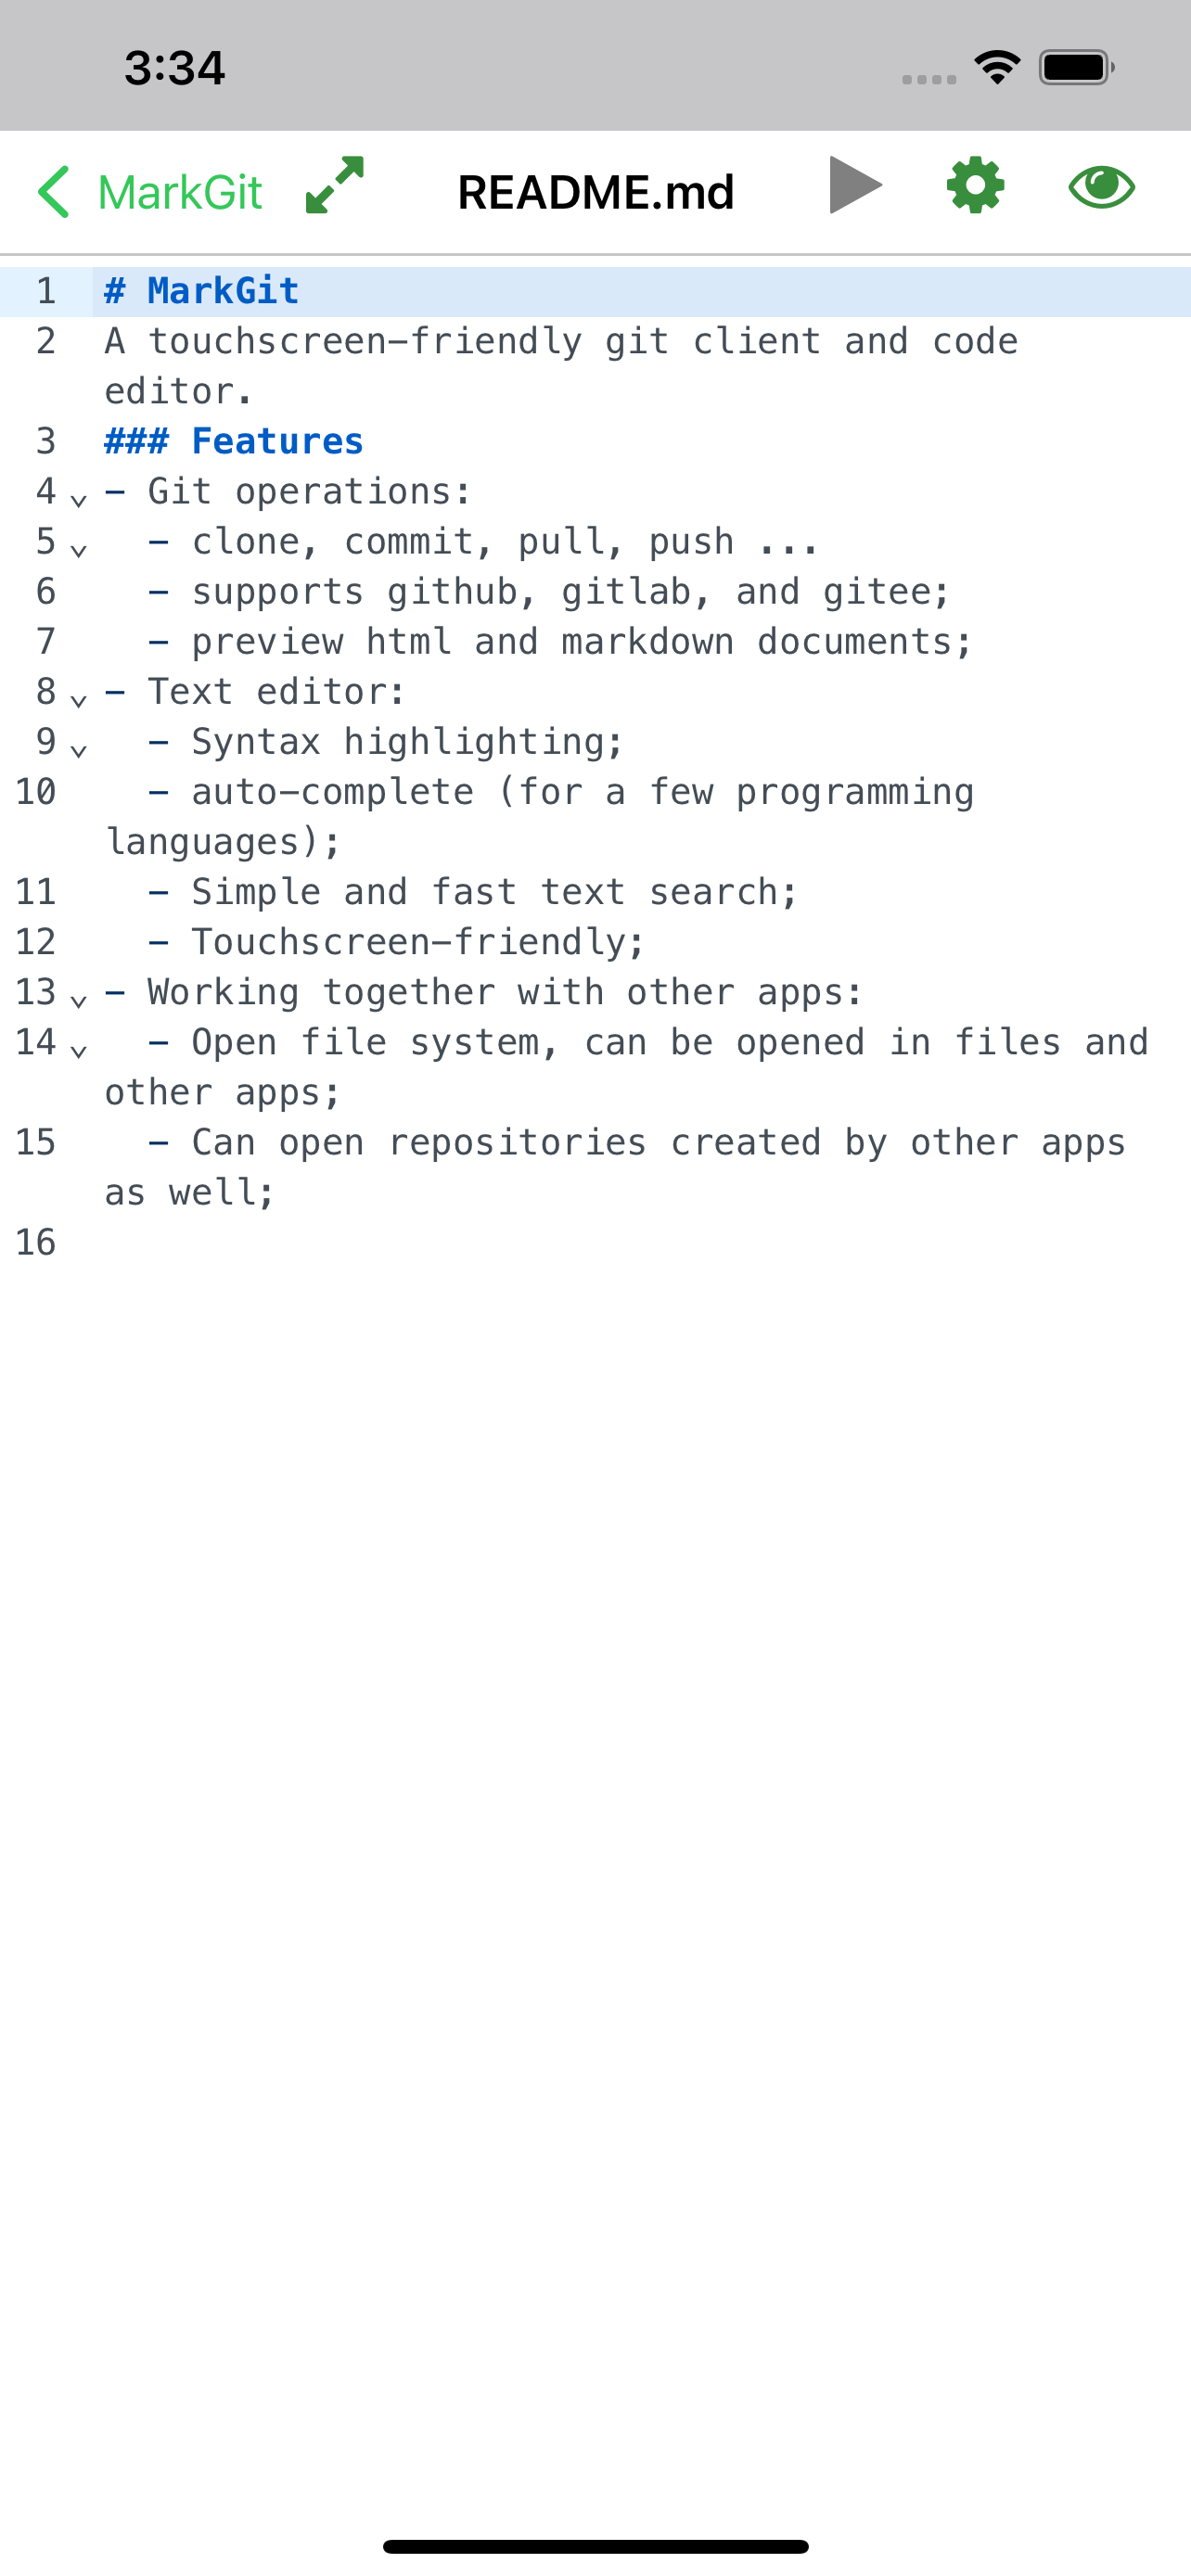 3:34
MarkGit README.md
1 # MarkGit
2 A touchscreen-friendly git client and code
editor.
3 ### Features
4 - Git operations:
5 - clone, commit, pull, push ...
6 - supports github, gitlab, and gitee;
7 - preview html and markdown documents;
8 - Text editor:
9 - Syntax highlighting;
10 - auto-complete (for a few programming
languages);
11 - Simple and fast text search;
12 - Touchscreen-friendly;
13 - Working together with other apps:
14 - Open file system, can be opened in files and
other apps;
15 - Can open repositories created by other apps
as well;
16